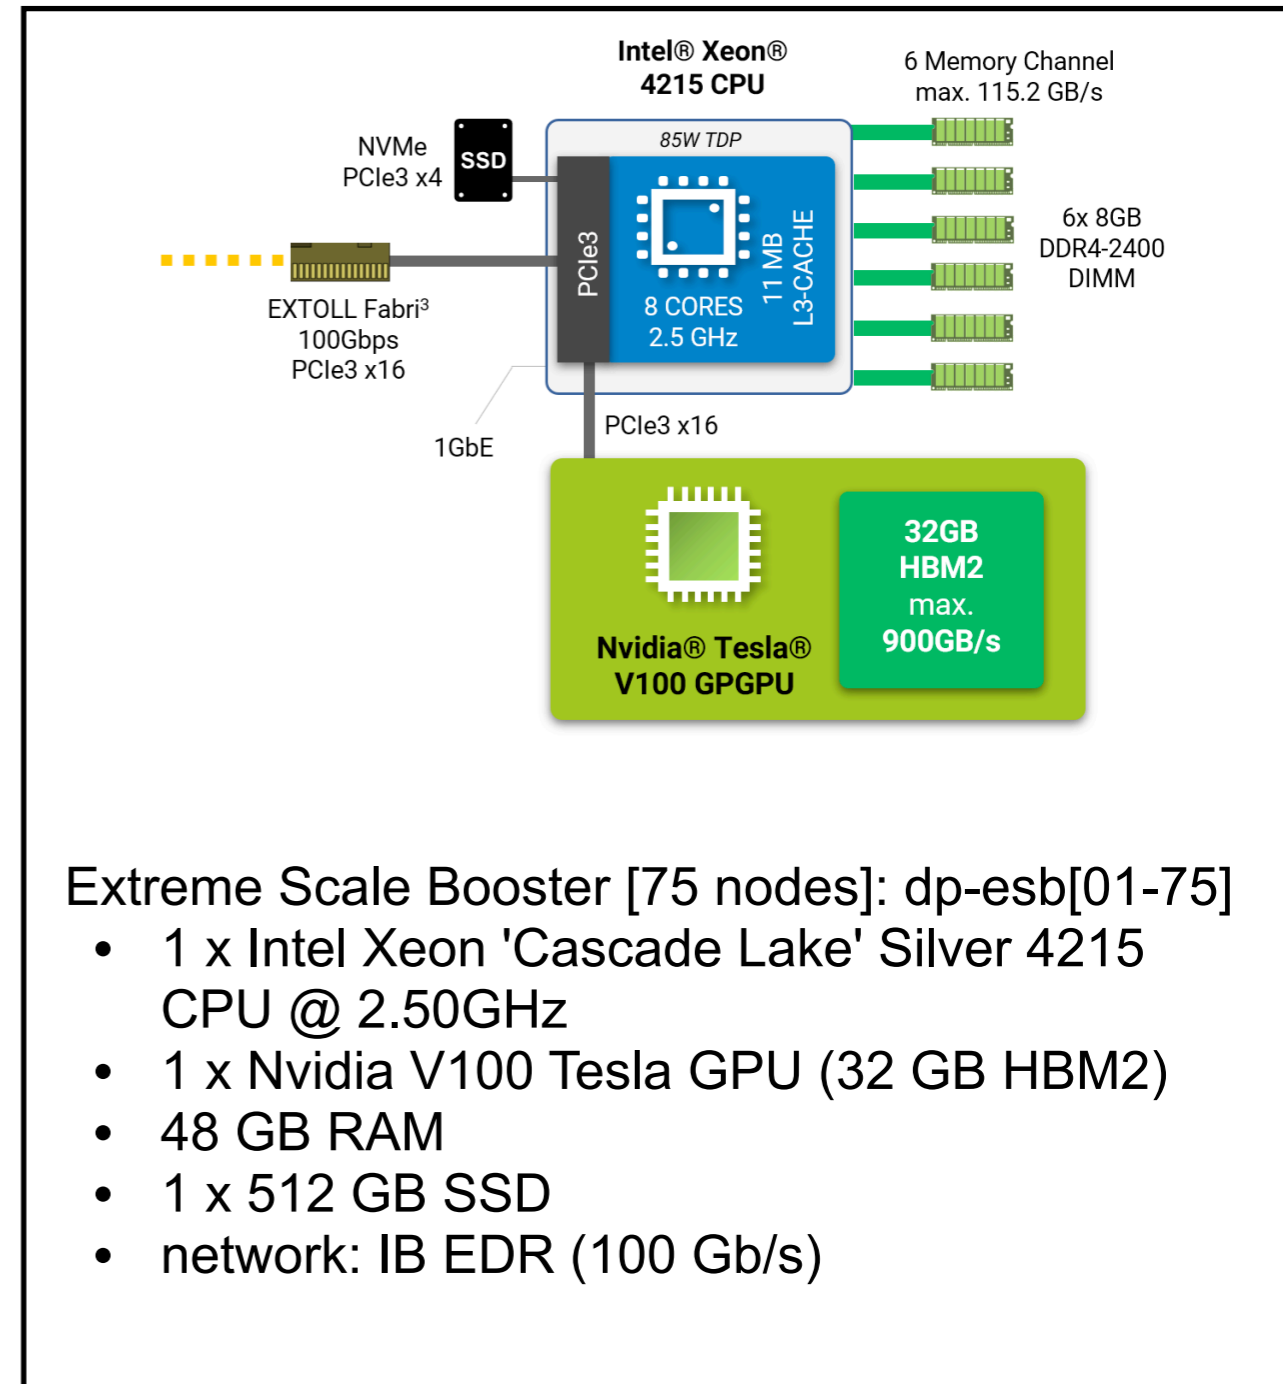 Intel® Xeon®
4215 CPU
6 Memory Channel
max. 115.2 GB/s
NVMe
PCIe3 x4
SSD
85W TDP
PCIe3
8 CORES
2.5 GHz
11 MB
L3-CACHE
6x 8GB
DDR4-2400
DIMM
EXTOLL Fabri³
100Gbps
PCIe3 x16
1GbE
PCIe3 x16
Nvidia® Tesla®
V100 GPGPU
32GB
HBM2
max.
900GB/s
Extreme Scale Booster [75 nodes]: dp-esb[01-75]
• 1 x Intel Xeon 'Cascade Lake' Silver 4215
CPU @ 2.50GHz
• 1 x Nvidia V100 Tesla GPU (32 GB HBM2)
• 48 GB RAM
• 1 x 512 GB SSD
• network: IB EDR (100 Gb/s)